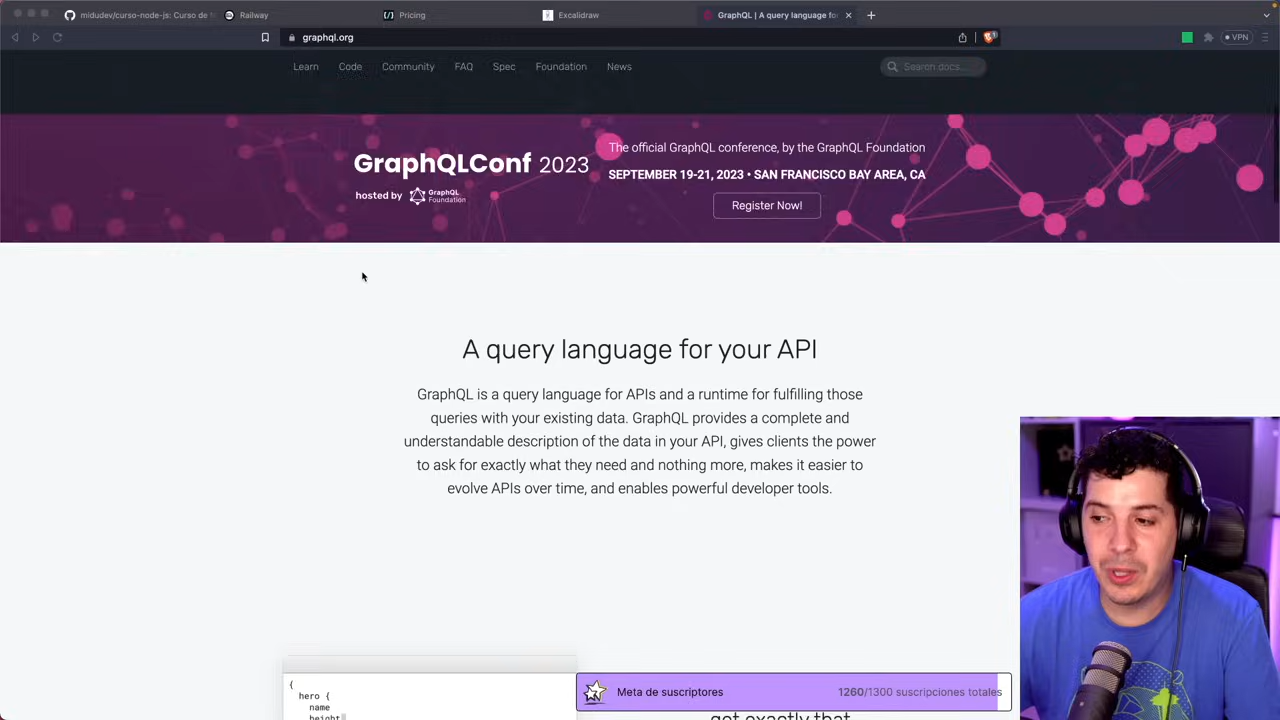 midudev/curso-node-js: Curso de
Railway
Pricing
Excalidraw
GraphQL | A query language for
graphql.org
VPN
Learn
Code
Community
FAQ
Spec
Foundation
News
Search docs...
GraphQLConf 2023
hosted by GraphQL Foundation
The official GraphQL conference, by the GraphQL Foundation
SEPTEMBER 19-21, 2023 • SAN FRANCISCO BAY AREA, CA
Register Now!
A query language for your API
GraphQL is a query language for APIs and a runtime for fulfilling those
queries with your existing data. GraphQL provides a complete and
understandable description of the data in your API, gives clients the power
to ask for exactly what they need and nothing more, makes it easier to
evolve APIs over time, and enables powerful developer tools.
{
hero {
name
height
Meta de suscriptores
1260/1300 suscripciones totales
get exactly that